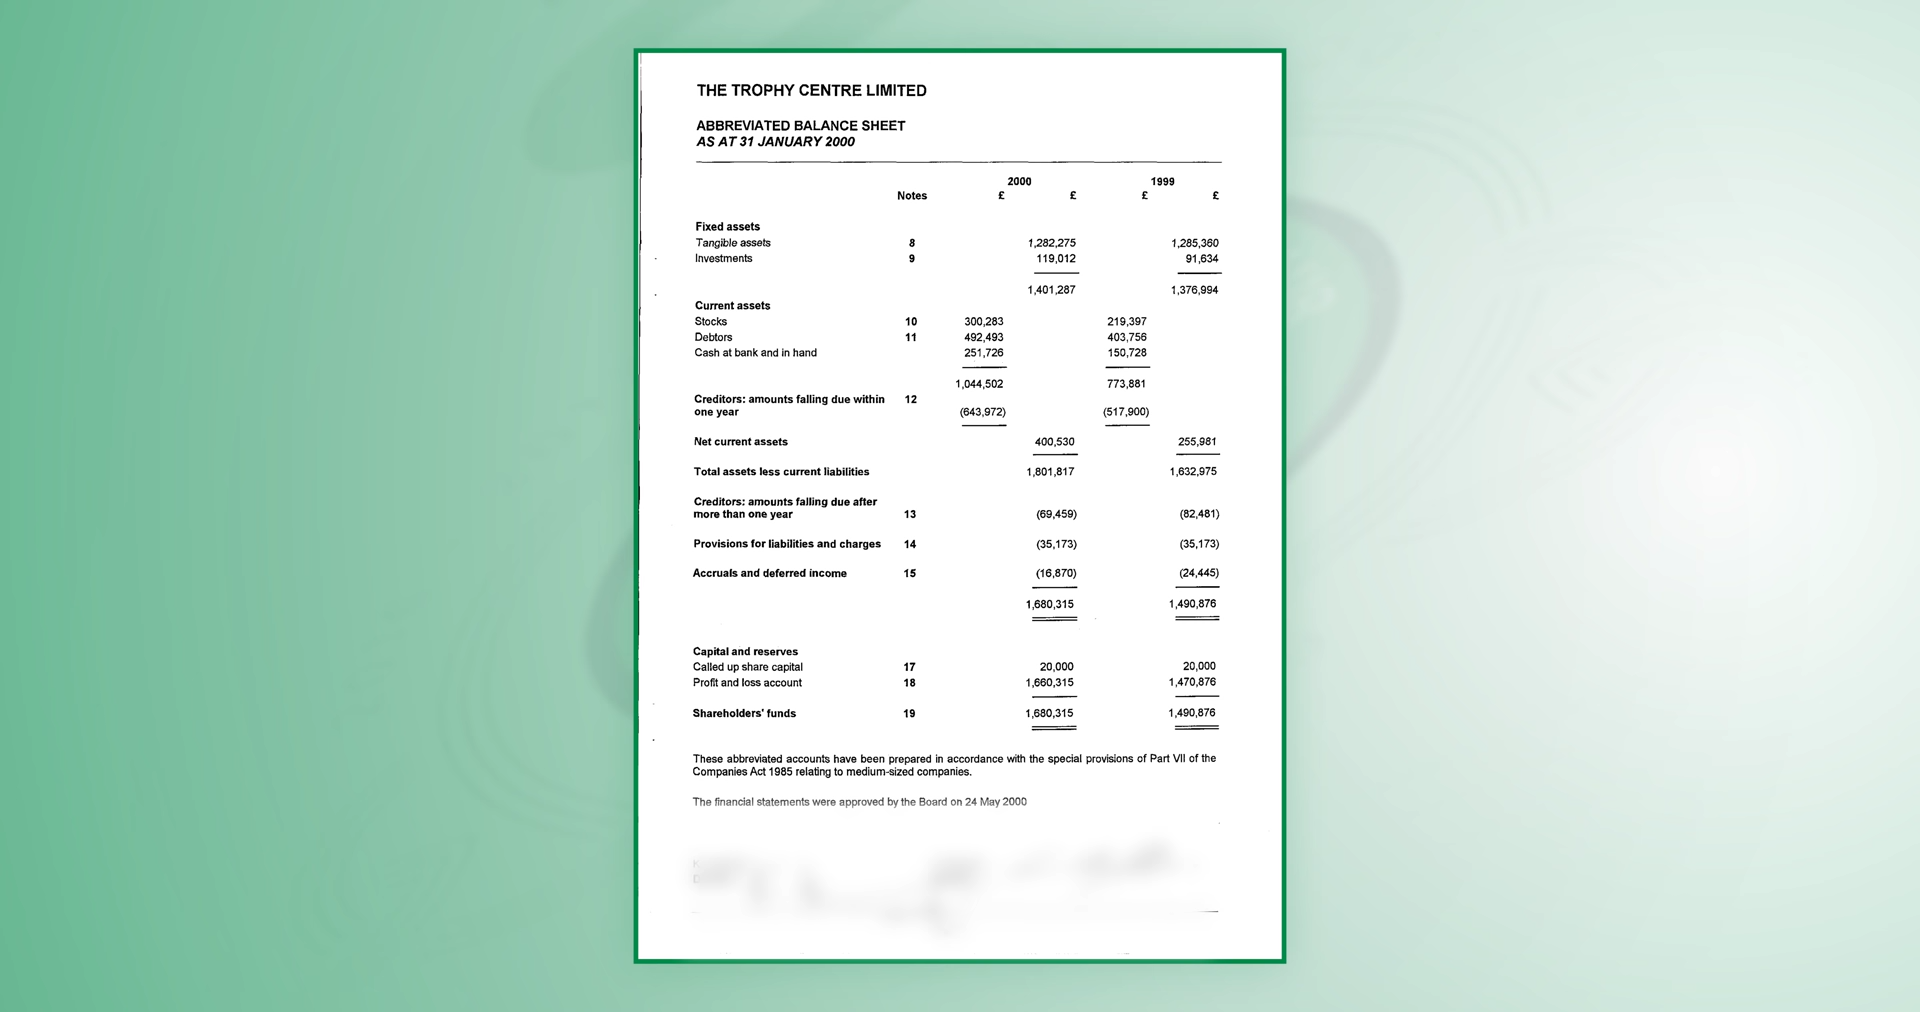 THE TROPHY CENTRE LIMITED
ABBREVIATED BALANCE SHEET
AS AT 31 JANUARY 2000
2000 1999
Notes £ £ £ £
Fixed assets
Tangible assets 8 1,282,275 1,285,360
Investments 9 119,012 91,634
1,401,287 1,376,994
Current assets
Stocks 10 300,283 219,397
Debtors 11 492,493 403,756
Cash at bank and in hand 251,726 150,728
1,044,502 773,881
Creditors: amounts falling due within 12
one year (643,972) (517,900)
Net current assets 400,530 255,981
Total assets less current liabilities 1,801,817 1,632,975
Creditors: amounts falling due after
more than one year 13 (69,459) (82,481)
Provisions for liabilities and charges 14 (35,173) (35,173)
Accruals and deferred income 15 (16,870) (24,445)
1,680,315 1,490,876
Capital and reserves
Called up share capital 17 20,000 20,000
Profit and loss account 18 1,660,315 1,470,876
Shareholders' funds 19 1,680,315 1,490,876
These abbreviated accounts have been prepared in accordance with the special provisions of Part VII of the
Companies Act 1985 relating to medium-sized companies.
The financial statements were approved by the Board on 24 May 2000